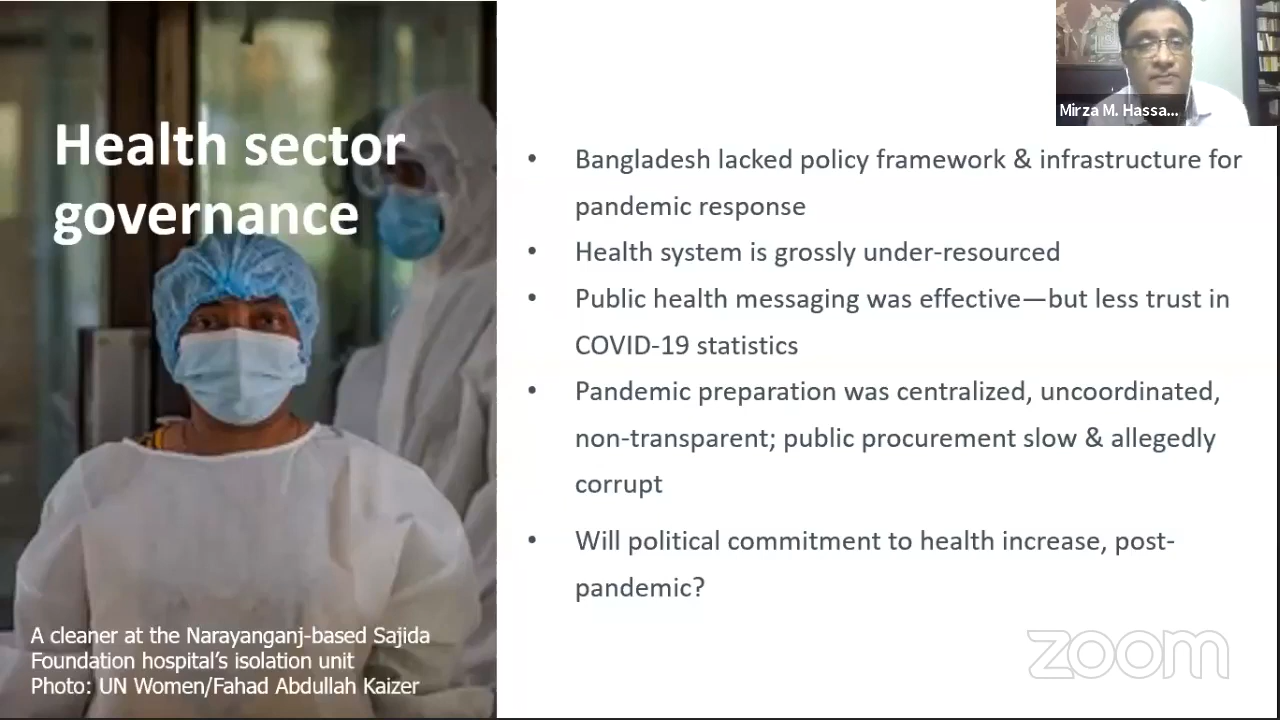 Health sector
governance
Mirza M. Hassa...
• Bangladesh lacked policy framework & infrastructure for
pandemic response
• Health system is grossly under-resourced
• Public health messaging was effective—but less trust in
COVID-19 statistics
• Pandemic preparation was centralized, uncoordinated,
non-transparent; public procurement slow & allegedly
corrupt
• Will political commitment to health increase, post-
pandemic?
A cleaner at the Narayanganj-based Sajida
Foundation hospital's isolation unit
Photo: UN Women/Fahad Abdullah Kaizer
zoom